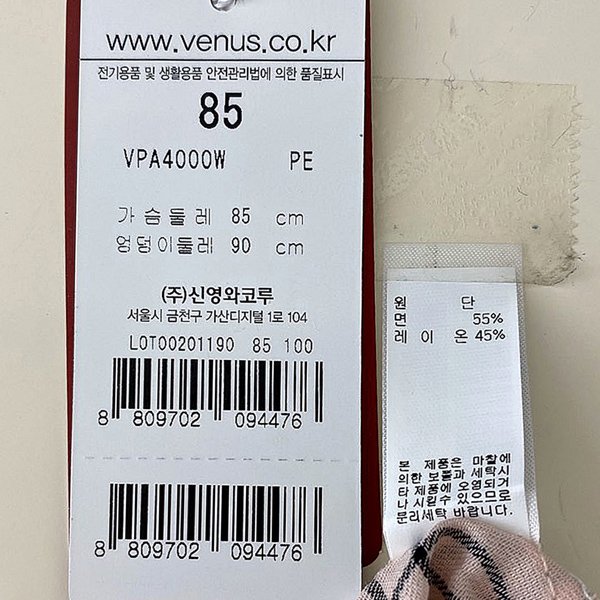 www.venus.co.kr
전기용품 및 생활용품 안전관리법에 의한 품질표시
85
VPA4000W PE
가슴둘레 85 cm
엉덩이둘레 90 cm
(주)신영와코루
서울시 금천구 가산디지털 1로 104
LOT00201190 85 100
8 809702 094476
8 809702 094476
원 단
면 55%
레 이 온 45%
본 제품은 마찰에
의한 보풀과 세탁시
타 제품에 오염되거
나 시킬수 있으므로
분리세탁 바랍니다.